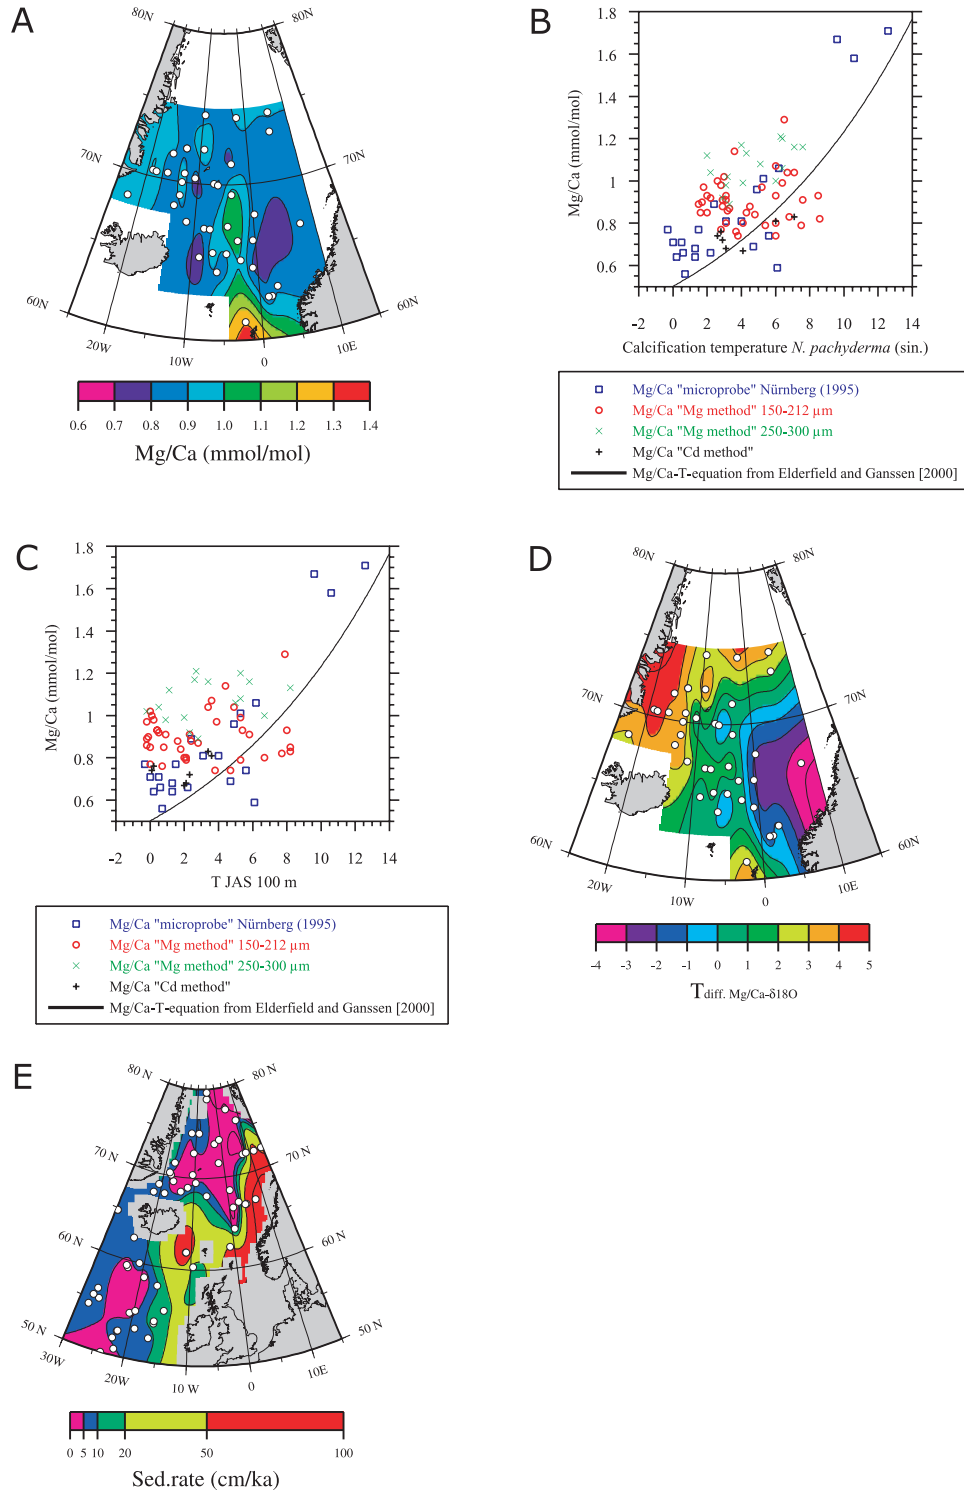 A
80N
80N
70N
70N
60N
60N
20W
10W
0
10E
0.6 0.7 0.8 0.9 1.0 1.1 1.2 1.3 1.4
Mg/Ca (mmol/mol)
B
1.8
1.6
1.4
1.2
1
0.8
0.6
Mg/Ca (mmol/mol)
-2 0 2 4 6 8 10 12 14
Calcification temperature N. pachyderma (sin.)
Mg/Ca "microprobe" Nürnberg (1995)
Mg/Ca "Mg method" 150-212 µm
Mg/Ca "Mg method" 250-300 µm
Mg/Ca "Cd method"
Mg/Ca-T-equation from Elderfield and Ganssen [2000]
C
1.8
1.6
1.4
1.2
1
0.8
0.6
Mg/Ca (mmol/mol)
-2 0 2 4 6 8 10 12 14
T JAS 100 m
Mg/Ca "microprobe" Nürnberg (1995)
Mg/Ca "Mg method" 150-212 µm
Mg/Ca "Mg method" 250-300 µm
Mg/Ca "Cd method"
Mg/Ca-T-equation from Elderfield and Ganssen [2000]
D
80N
80N
70N
70N
60N
60N
20W
10W
0
10E
-4 -3 -2 -1 0 1 2 3 4 5
Tdiff. Mg/Ca-δ18O
E
80 N
80 N
70 N
70 N
60 N
60 N
50 N
50 N
30W
20W
10 W
0
10E
0 5 10 20 50 100
Sed.rate (cm/ka)